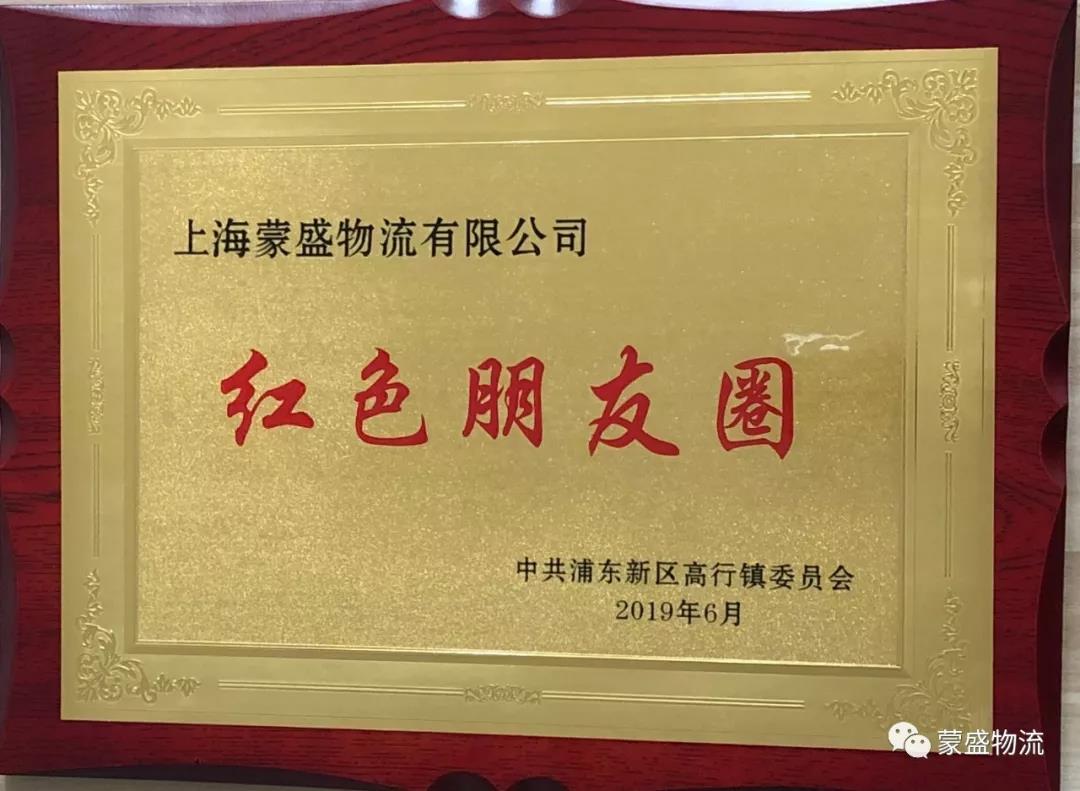 上海蒙盛物流有限公司
红色朋友圈
中共浦东新区高行镇委员会
2019年6月
蒙盛物流